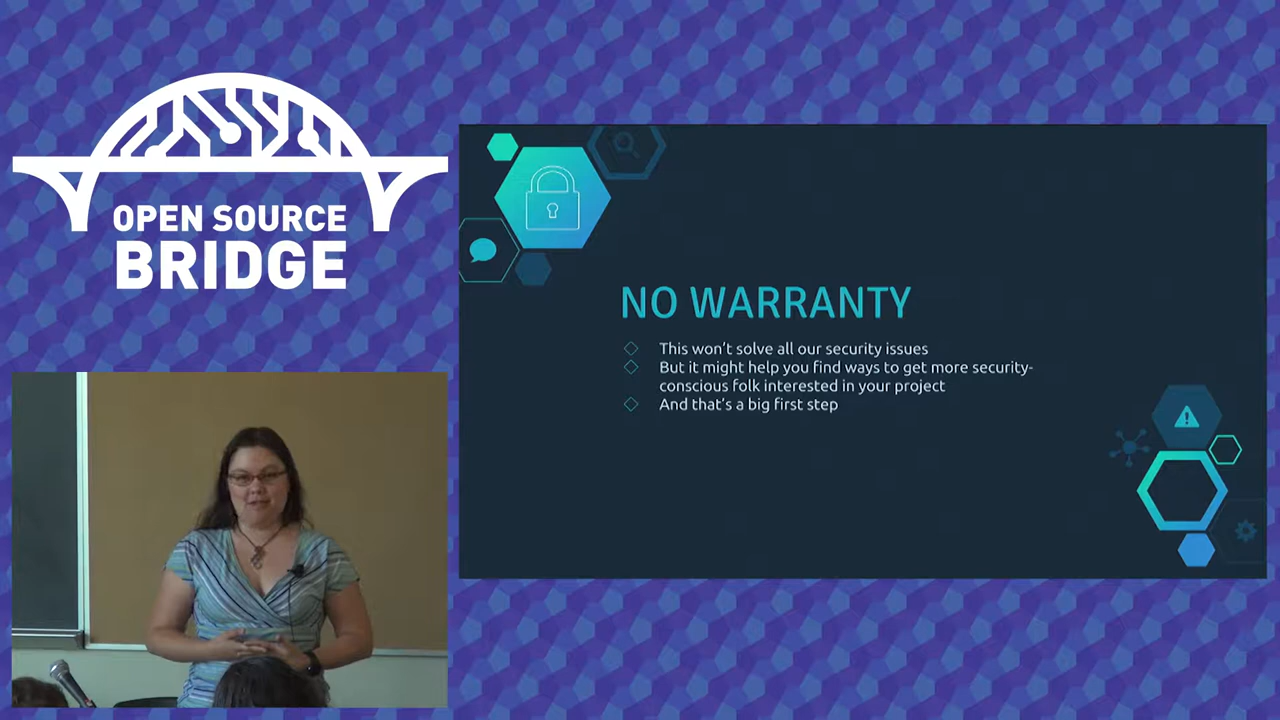 OPEN SOURCE
BRIDGE
NO WARRANTY
This won't solve all our security issues
But it might help you find ways to get more security-
conscious folk interested in your project
And that's a big first step